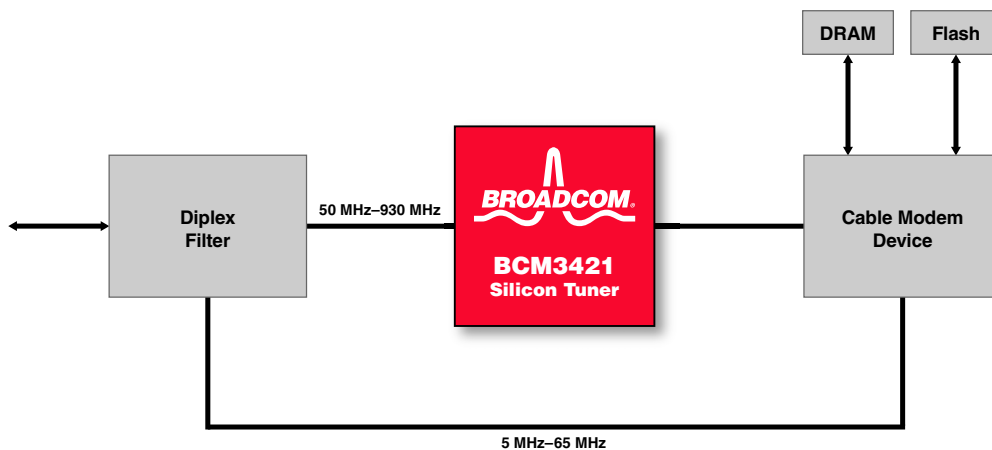 DRAM
Flash
Diplex
Filter
50 MHz–930 MHz
BROADCOM®
BCM3421
Silicon Tuner
Cable Modem
Device
5 MHz–65 MHz